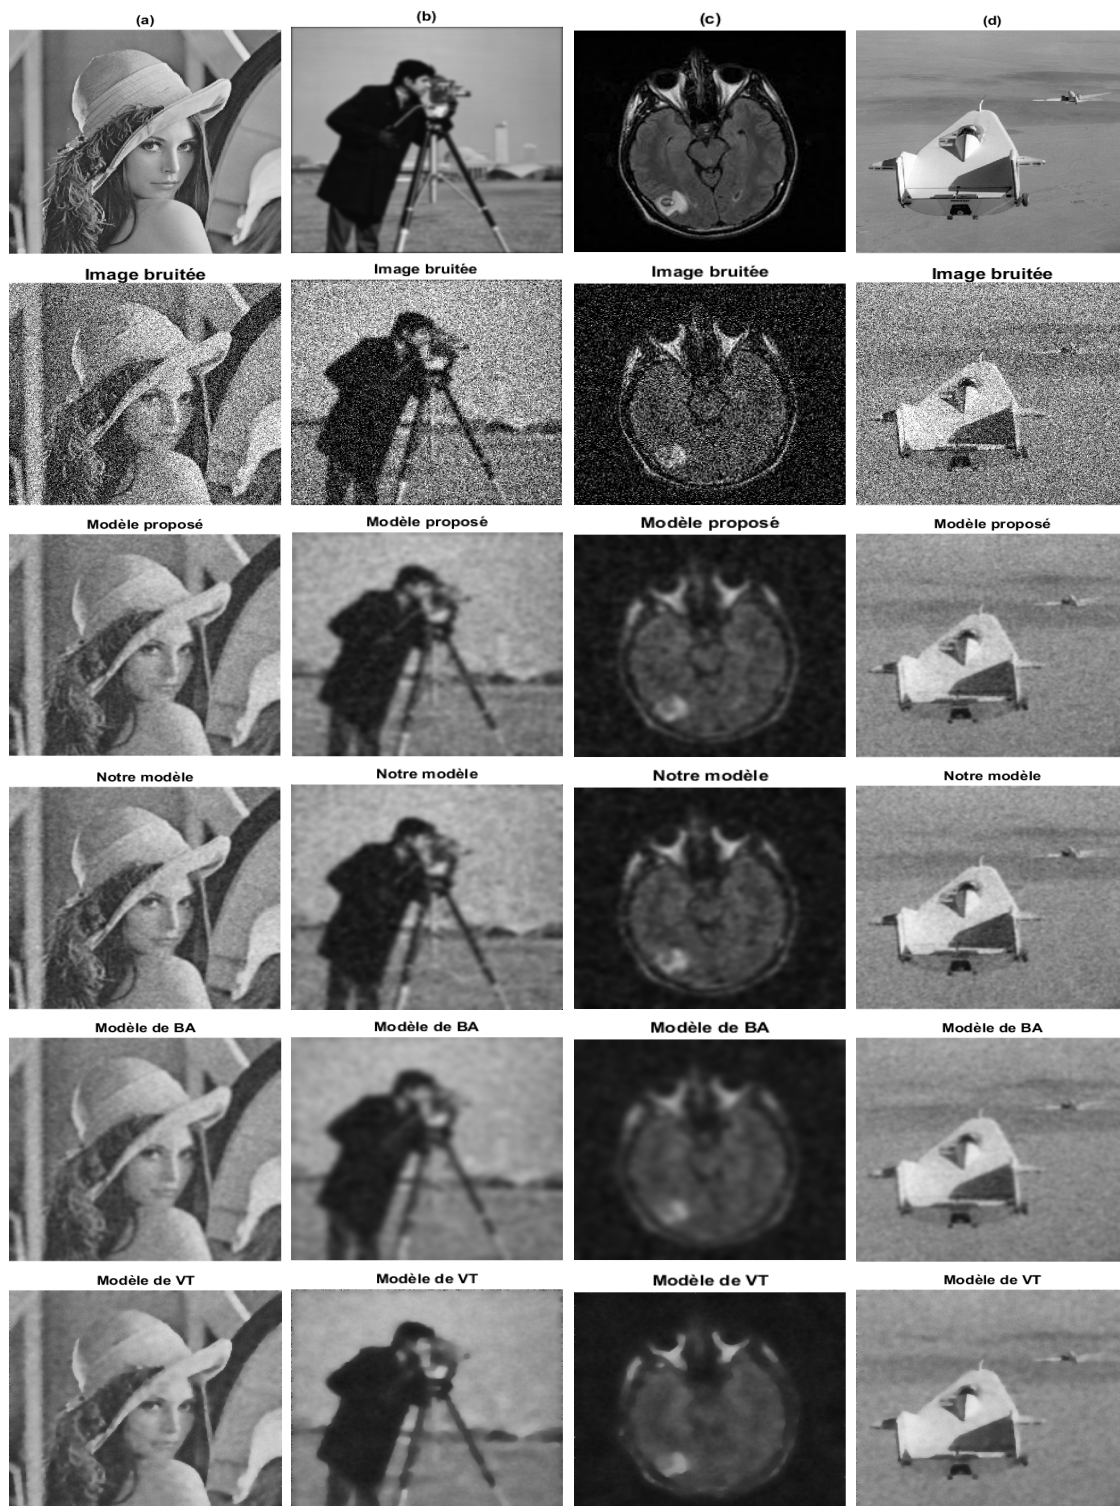 (a) (b) (c) (d)
Image bruitée Image bruitée Image bruitée Image bruitée
Modèle proposé Modèle proposé Modèle proposé Modèle proposé
Notre modèle Notre modèle Notre modèle Notre modèle
Modèle de BA Modèle de BA Modèle de BA Modèle de BA
Modèle de VT Modèle de VT Modèle de VT Modèle de VT